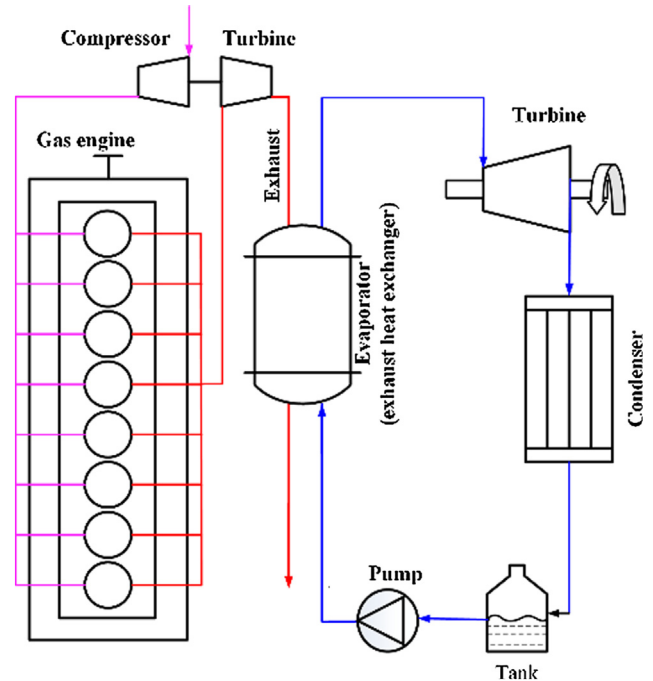 Compressor
Turbine
Gas engine
Exhaust
Evaporator
(exhaust heat exchanger)
Turbine
Condenser
Pump
Tank